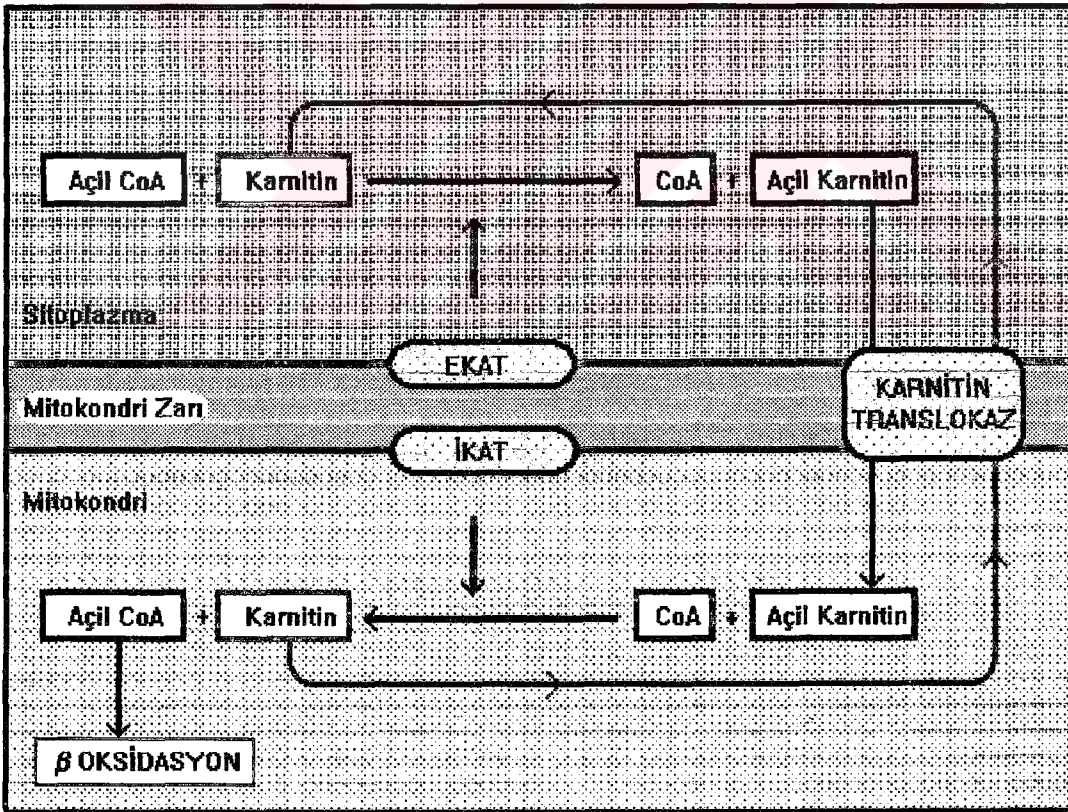 Açil CoA + Karnitin CoA + Açil Karnitin
Sitoplazma
EKAT
Mitokondri Zarı
KARNİTİN
TRANSLOKAZ
İKAT
Mitokondri
Açil CoA + Karnitin CoA + Açil Karnitin
β OKSİDASYON